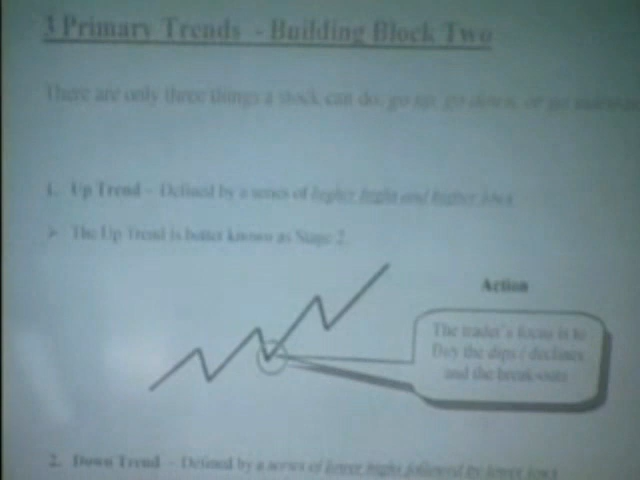 3 Primary Trends - Building Block Two
There are only three things a stock can do, go up, go down, or go
1. Up Trend - Defined by a series of higher highs and higher lows
➢ The Up Trend is better known as Stage 2
Action
The trader's focus is to
Buy the dips / declines
and the break-outs
2. Down Trend - Defined by a series of lower highs followed by lower lows